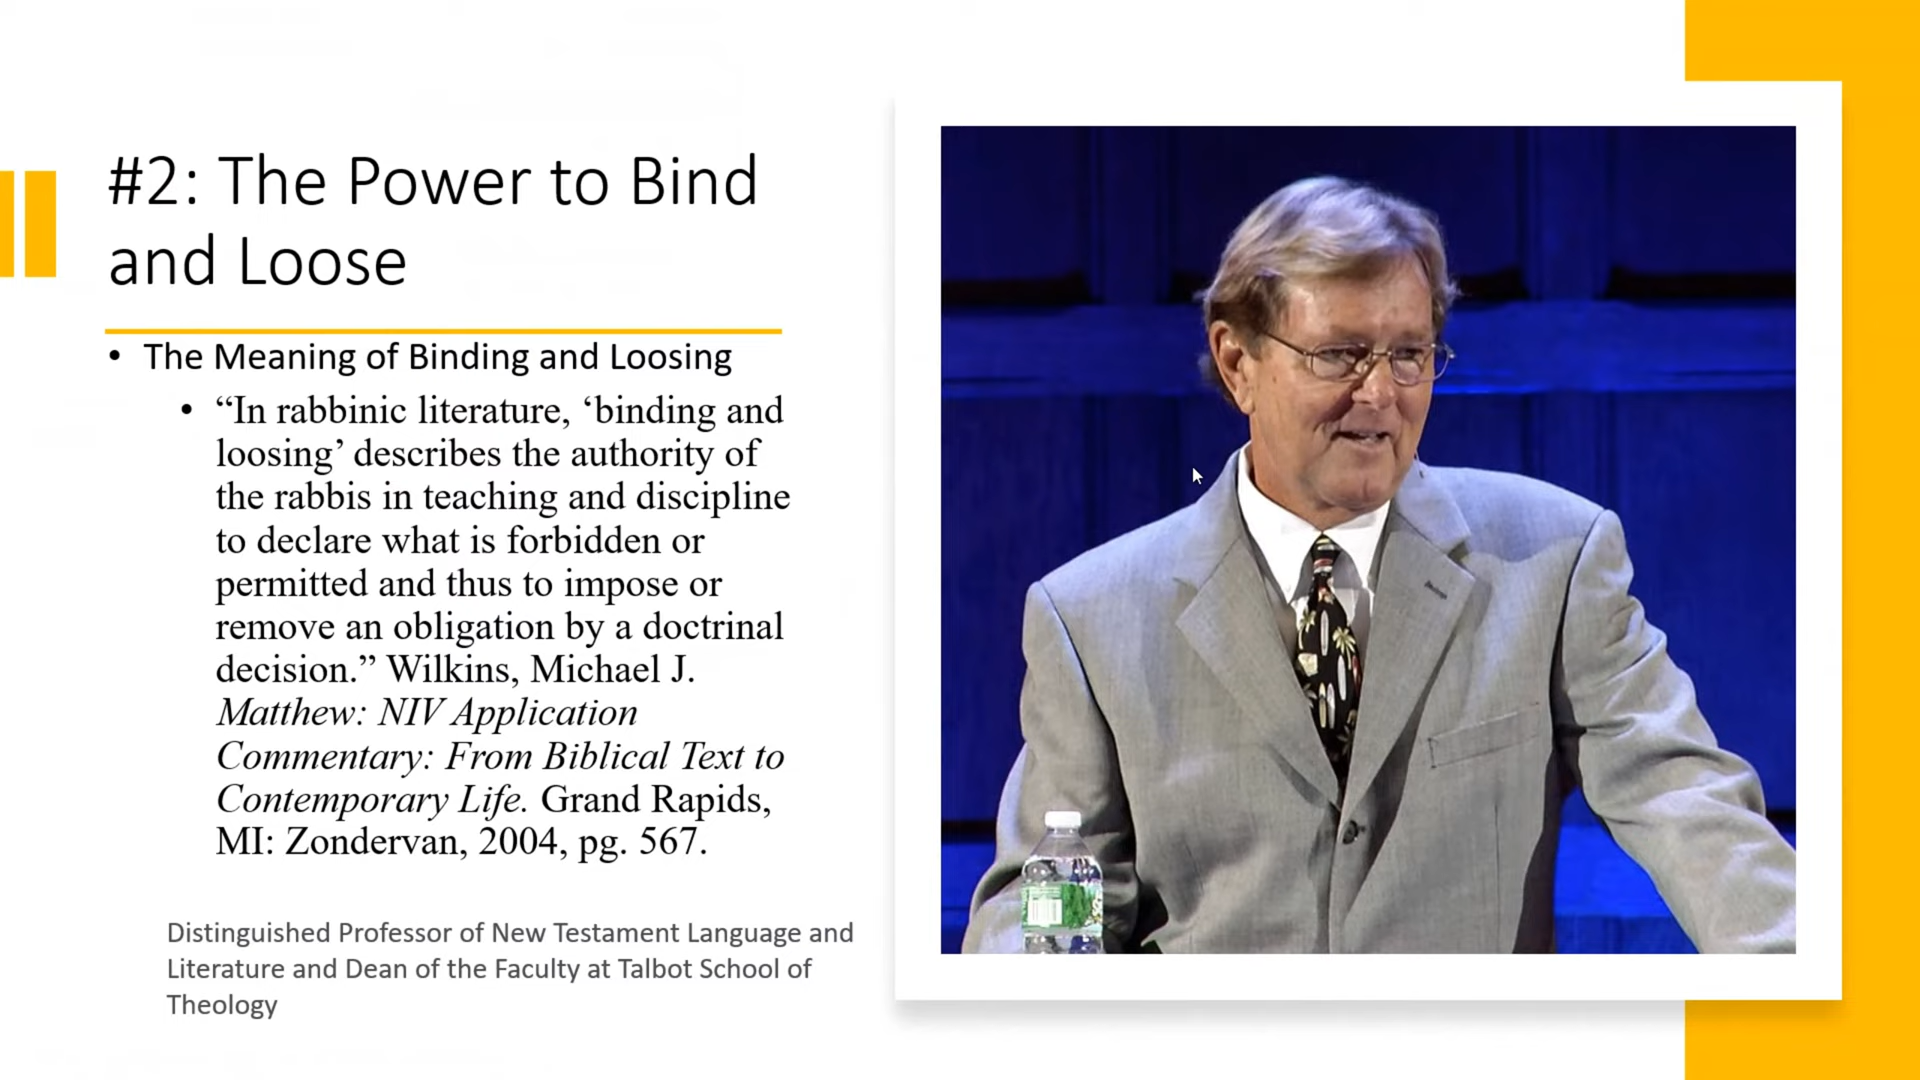 #2: The Power to Bind
and Loose
• The Meaning of Binding and Loosing
• “In rabbinic literature, ‘binding and
loosing’ describes the authority of
the rabbis in teaching and discipline
to declare what is forbidden or
permitted and thus to impose or
remove an obligation by a doctrinal
decision.” Wilkins, Michael J.
Matthew: NIV Application
Commentary: From Biblical Text to
Contemporary Life. Grand Rapids,
MI: Zondervan, 2004, pg. 567.
Distinguished Professor of New Testament Language and
Literature and Dean of the Faculty at Talbot School of
Theology